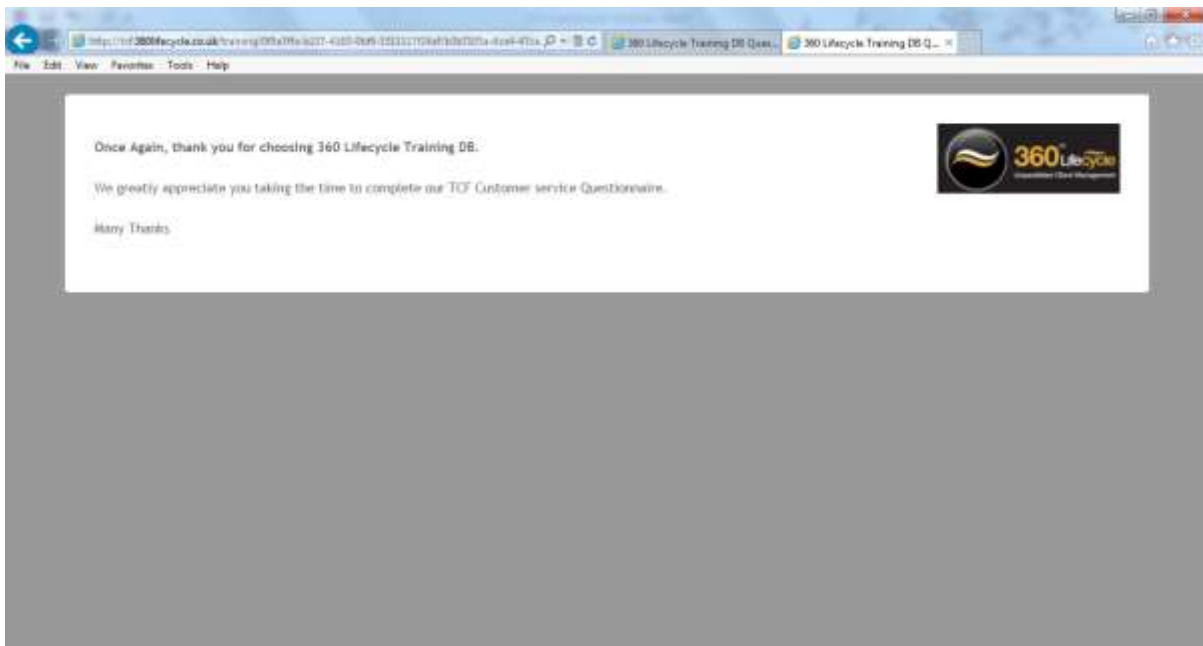 360 Lifecycle Training DB Ques...
360 Lifecycle Training DB Q...
File Edit View Favorites Tools Help
Once Again, thank you for choosing 360 Lifecycle Training DB.
We greatly appreciate you taking the time to complete our TCF Customer service Questionnaire.
Many Thanks
360° Lifecycle